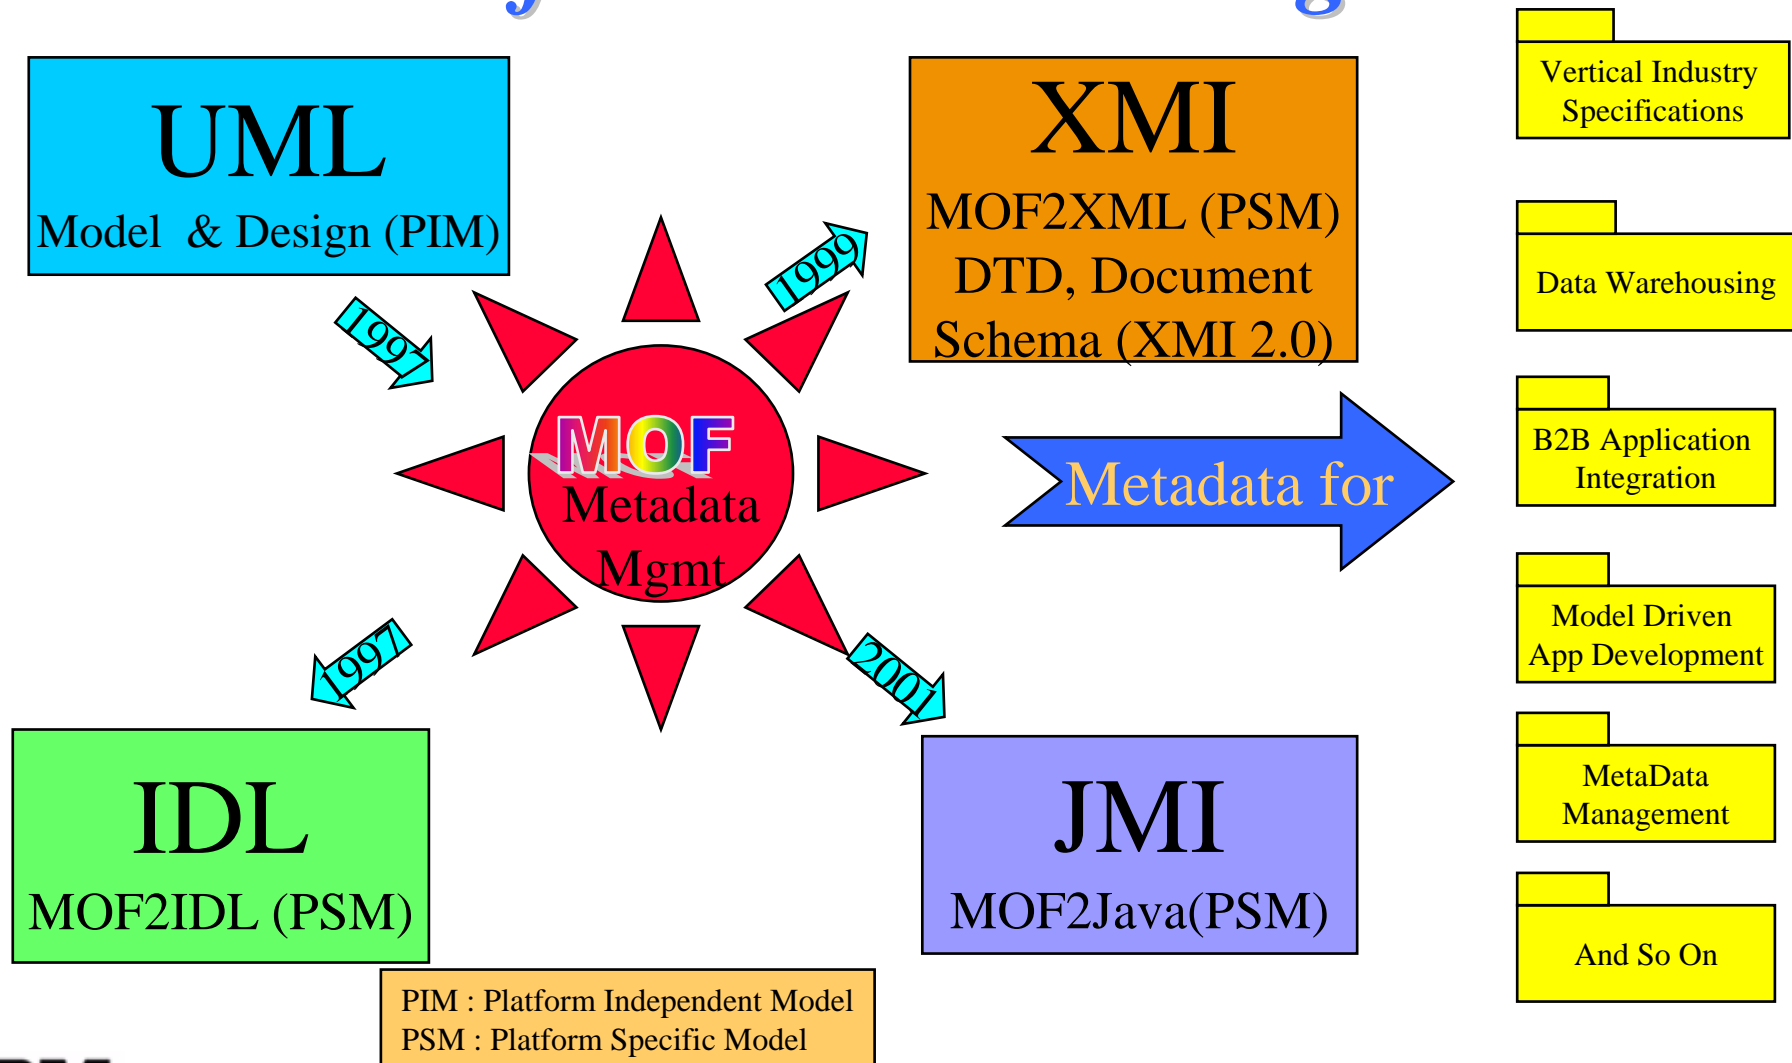 UML
Model & Design (PIM)
XMI
MOF2XML (PSM)
DTD, Document
Schema (XMI 2.0)
1997
1999
MOF
Metadata
Mgmt
Metadata for
1997
2001
IDL
MOF2IDL (PSM)
JMI
MOF2Java(PSM)
PIM : Platform Independent Model
PSM : Platform Specific Model
Vertical Industry
Specifications
Data Warehousing
B2B Application
Integration
Model Driven
App Development
MetaData
Management
And So On